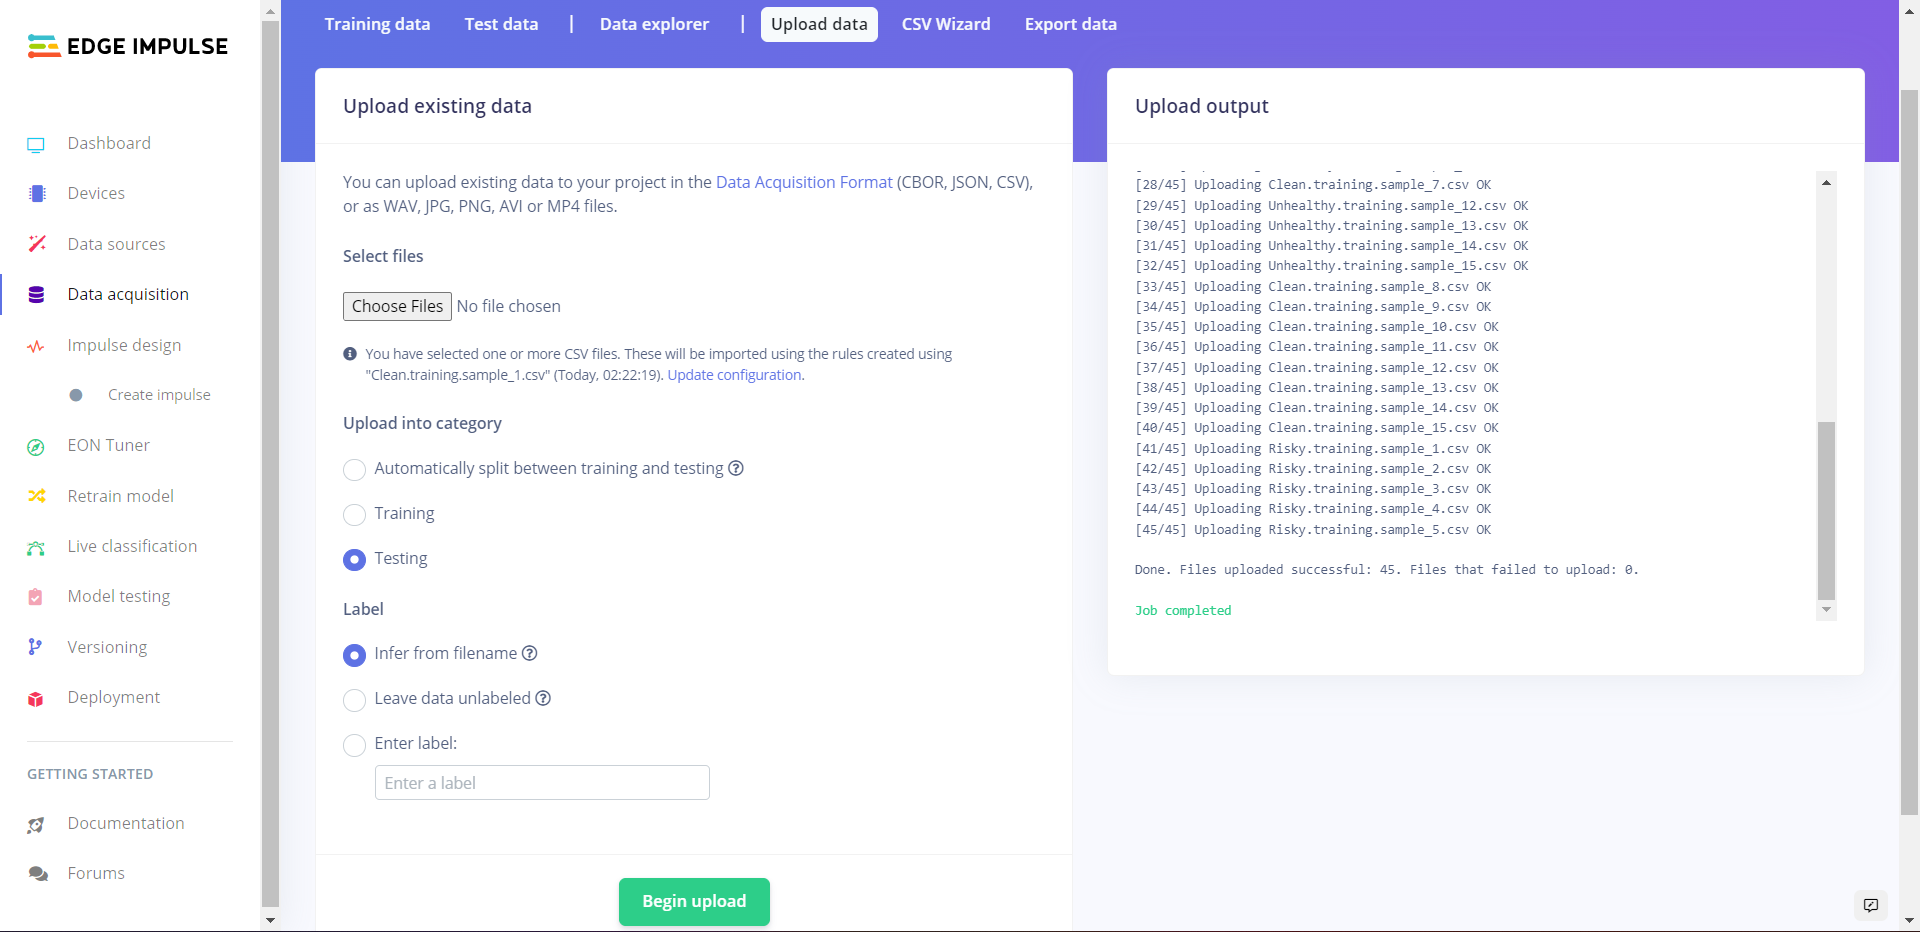 EDGE IMPULSE
Dashboard
Devices
Data sources
Data acquisition
Impulse design
Create impulse
EON Tuner
Retrain model
Live classification
Model testing
Versioning
Deployment
GETTING STARTED
Documentation
Forums
Training data
Test data
|
Data explorer
|
Upload data
CSV Wizard
Export data
Upload existing data
You can upload existing data to your project in the Data Acquisition Format (CBOR, JSON, CSV),
or as WAV, JPG, PNG, AVI or MP4 files.
Select files
Choose Files No file chosen
You have selected one or more CSV files. These will be imported using the rules created using
"Clean.training.sample_1.csv" (Today, 02:22:19). Update configuration.
Upload into category
Automatically split between training and testing
Training
Testing
Label
Infer from filename
Leave data unlabeled
Enter label:
Enter a label
Begin upload
Upload output
[28/45] Uploading Clean.training.sample_7.csv OK
[29/45] Uploading Unhealthy.training.sample_12.csv OK
[30/45] Uploading Unhealthy.training.sample_13.csv OK
[31/45] Uploading Unhealthy.training.sample_14.csv OK
[32/45] Uploading Unhealthy.training.sample_15.csv OK
[33/45] Uploading Clean.training.sample_8.csv OK
[34/45] Uploading Clean.training.sample_9.csv OK
[35/45] Uploading Clean.training.sample_10.csv OK
[36/45] Uploading Clean.training.sample_11.csv OK
[37/45] Uploading Clean.training.sample_12.csv OK
[38/45] Uploading Clean.training.sample_13.csv OK
[39/45] Uploading Clean.training.sample_14.csv OK
[40/45] Uploading Clean.training.sample_15.csv OK
[41/45] Uploading Risky.training.sample_1.csv OK
[42/45] Uploading Risky.training.sample_2.csv OK
[43/45] Uploading Risky.training.sample_3.csv OK
[44/45] Uploading Risky.training.sample_4.csv OK
[45/45] Uploading Risky.training.sample_5.csv OK
Done. Files uploaded successful: 45. Files that failed to upload: 0.
Job completed